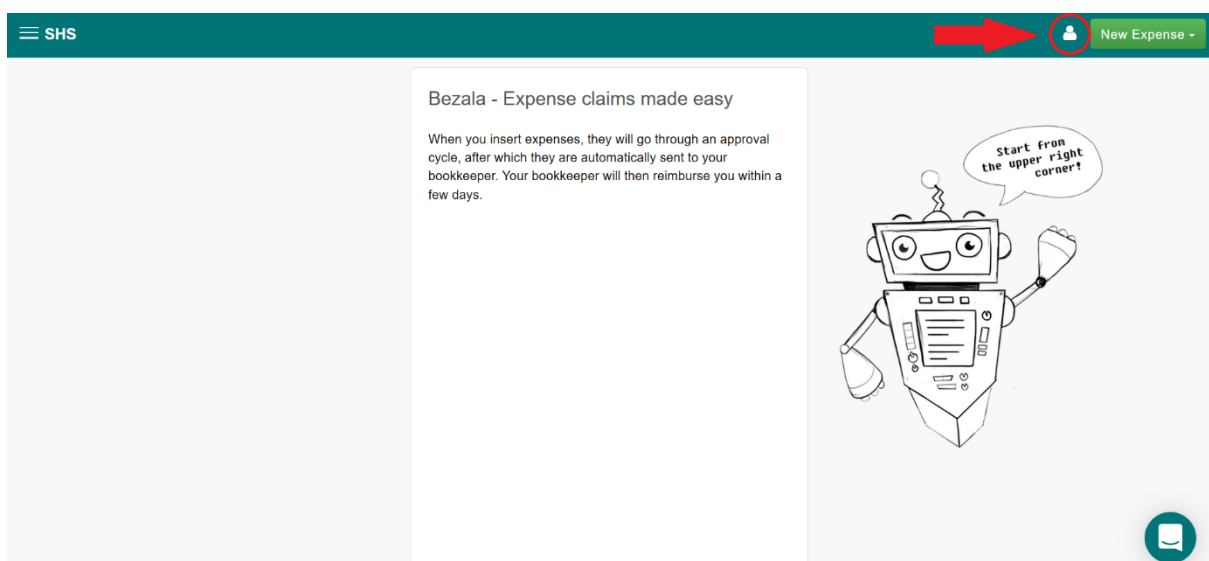 SHS
New Expense
Bezala - Expense claims made easy
When you insert expenses, they will go through an approval
cycle, after which they are automatically sent to your
bookkeeper. Your bookkeeper will then reimburse you within a
few days.
Start from
the upper right
corner!